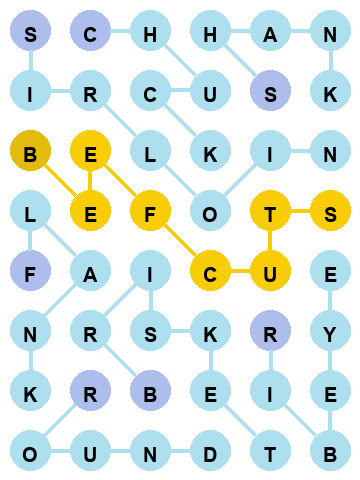 S C H H A N
I R C U S K
B E L K I N
L E F O T S
F A I C U E
N R S K R Y
K R B E I E
O U N D T B